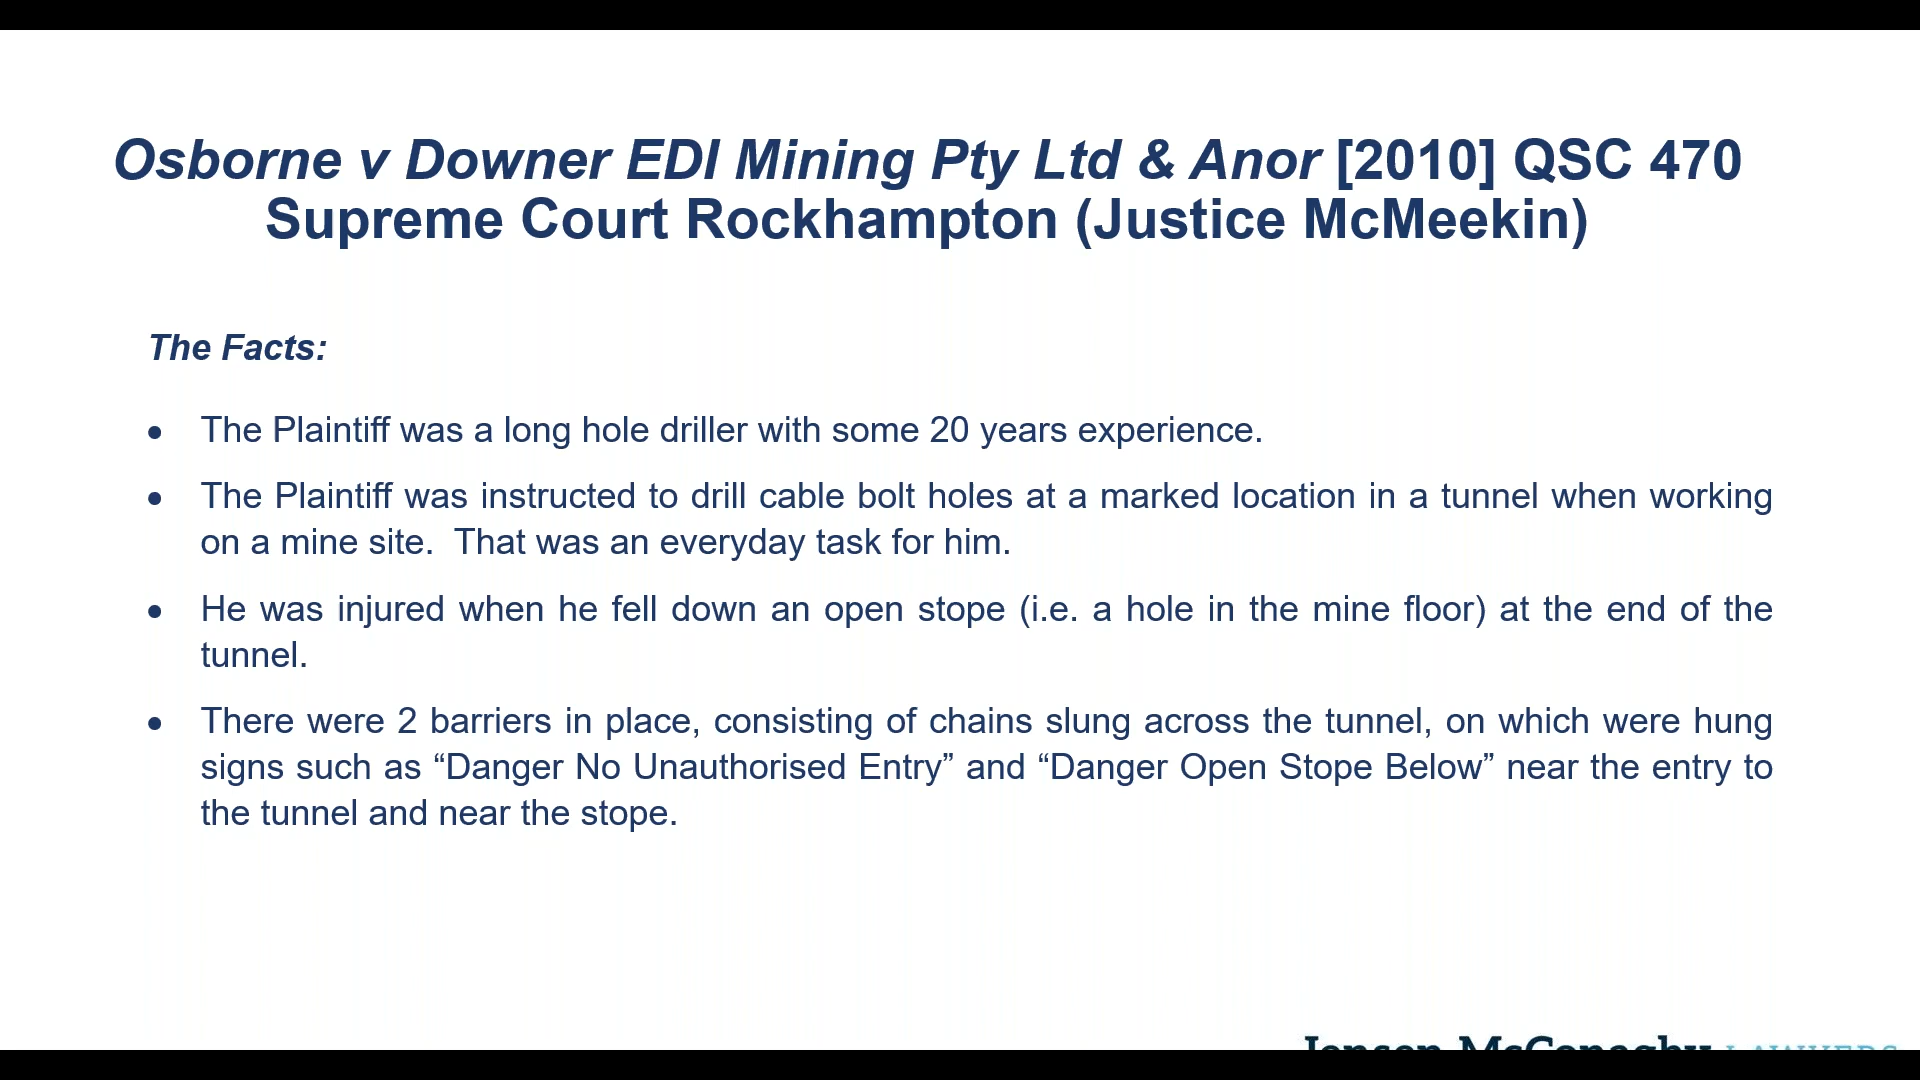 Osborne v Downer EDI Mining Pty Ltd & Anor [2010] QSC 470
Supreme Court Rockhampton (Justice McMeekin)
The Facts:
• The Plaintiff was a long hole driller with some 20 years experience.
• The Plaintiff was instructed to drill cable bolt holes at a marked location in a tunnel when working
on a mine site.  That was an everyday task for him.
• He was injured when he fell down an open stope (i.e. a hole in the mine floor) at the end of the
tunnel.
• There were 2 barriers in place, consisting of chains slung across the tunnel, on which were hung
signs such as “Danger No Unauthorised Entry” and “Danger Open Stope Below” near the entry to
the tunnel and near the stope.
Jensen McConaghy LAWYERS